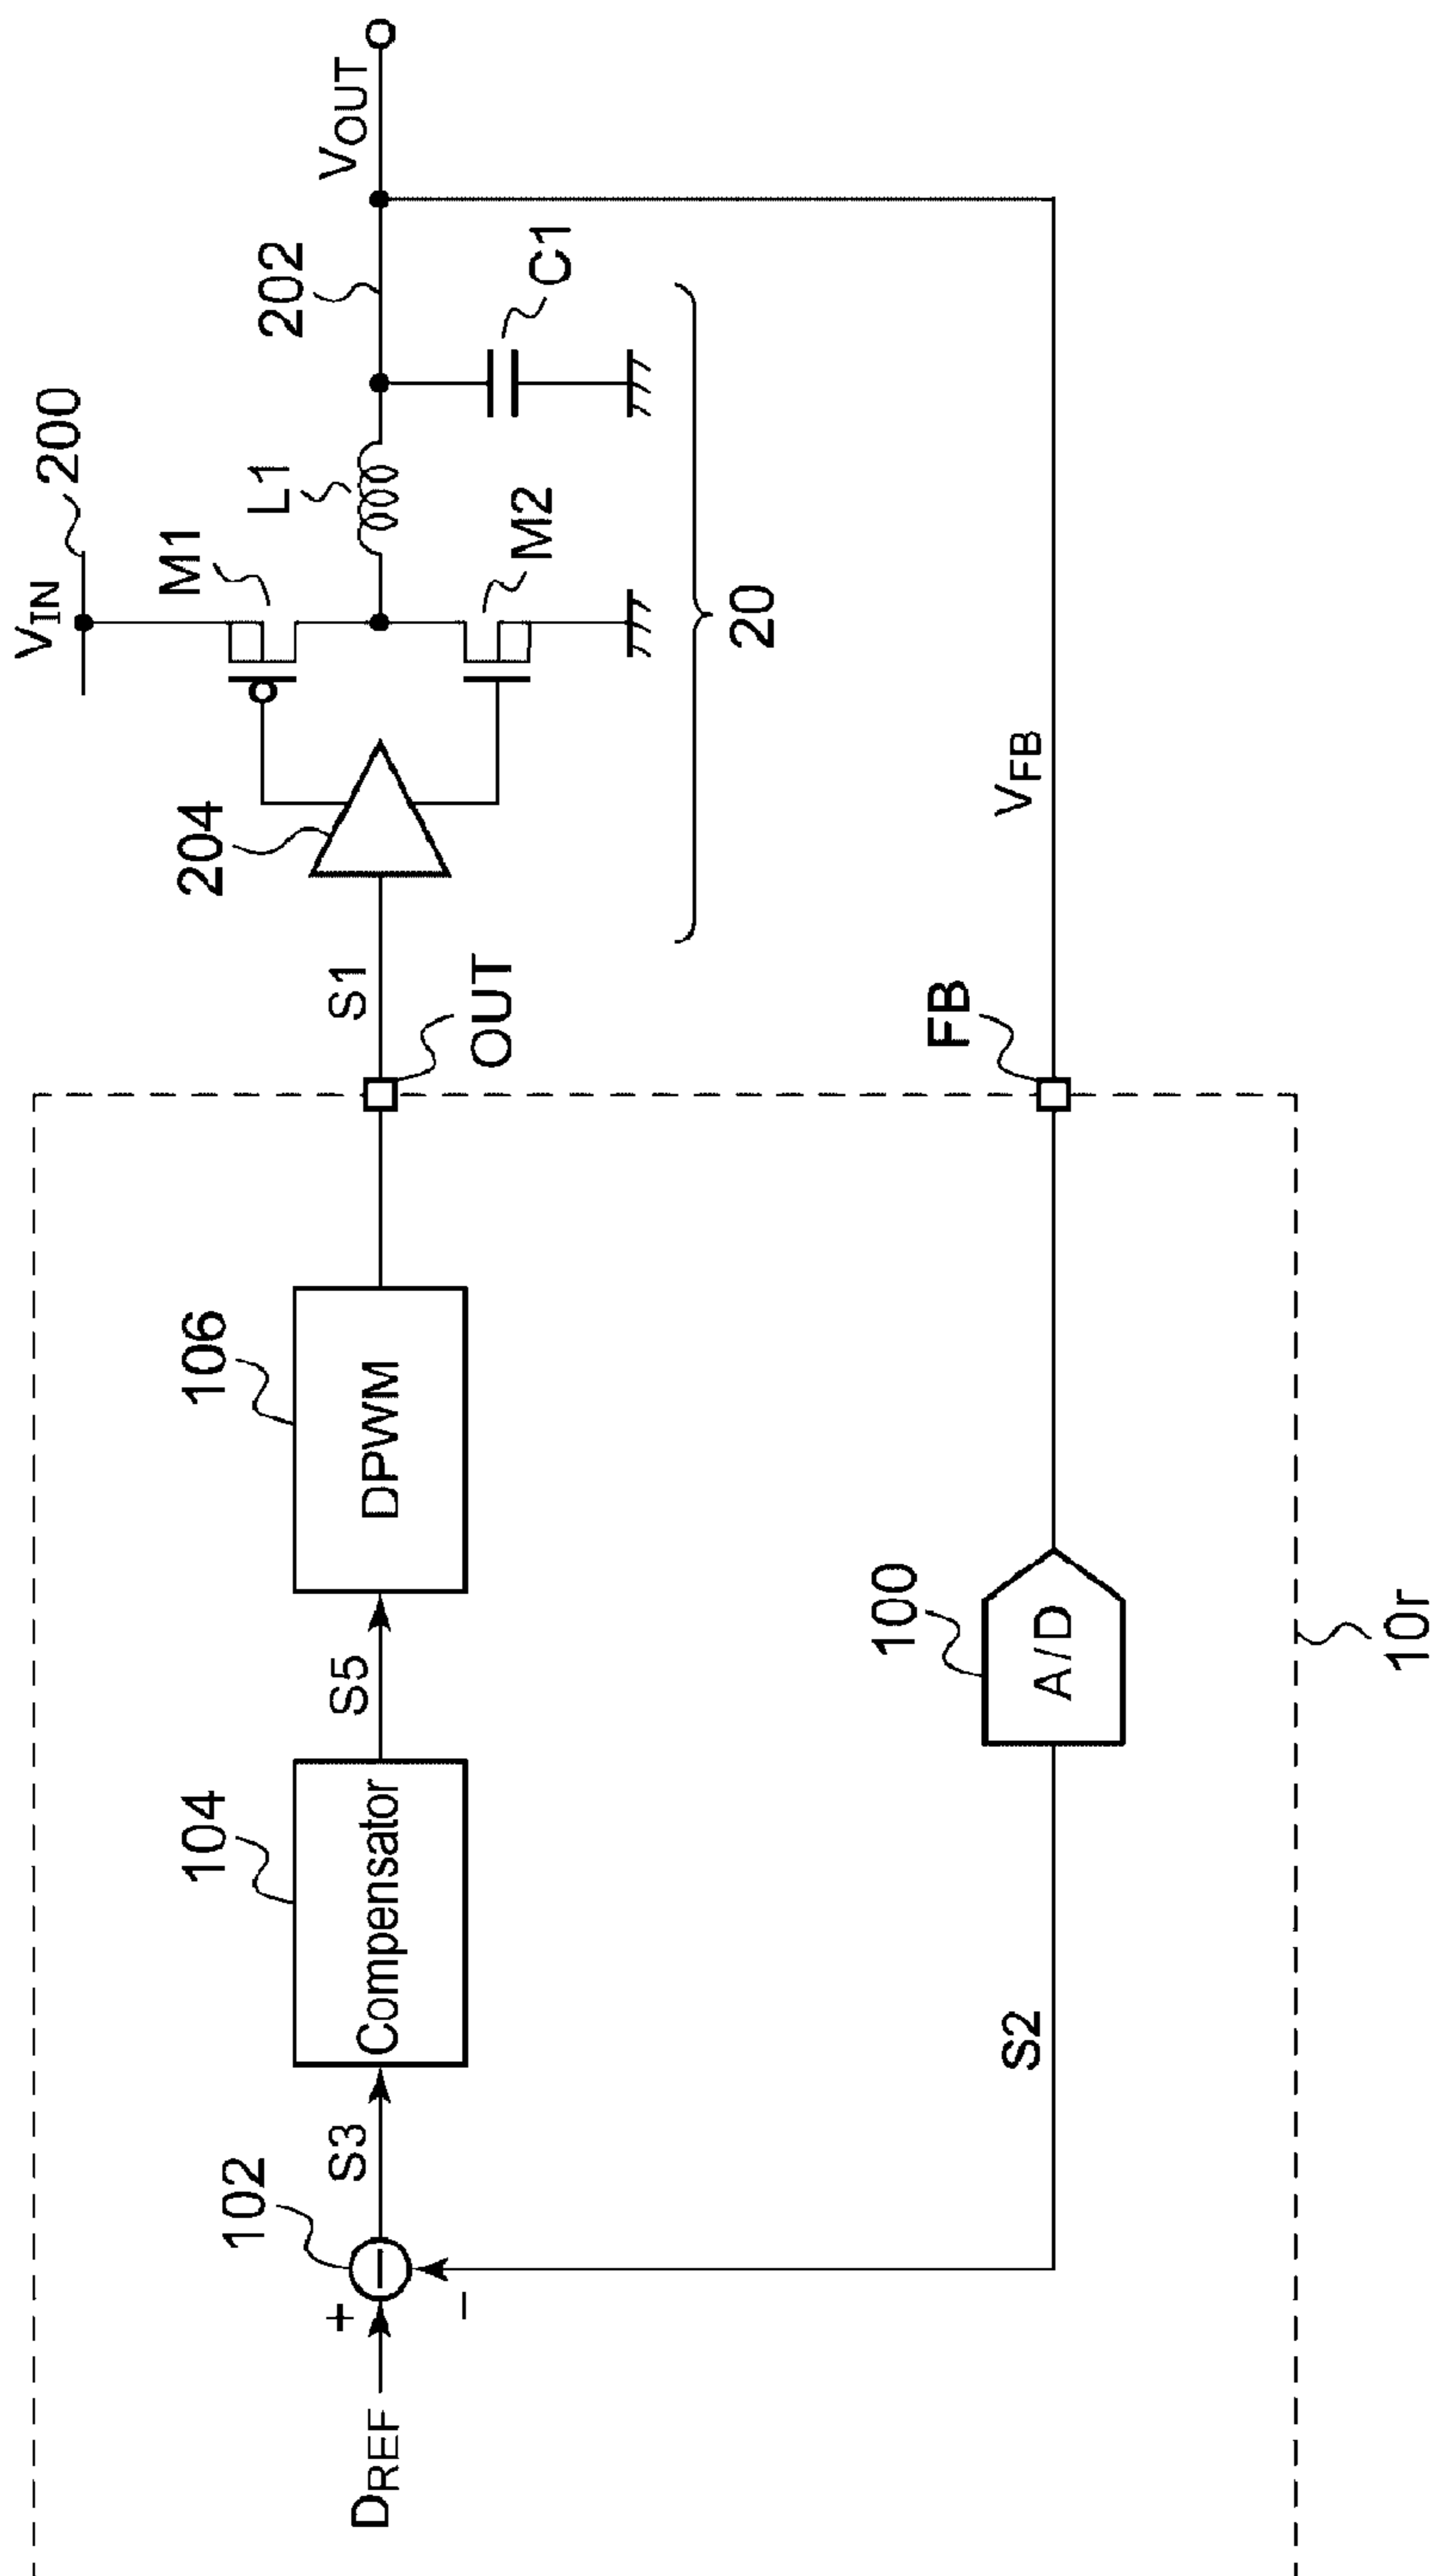 VIN
200
VOUT
M1
L1
202
204
M2
C1
S1
OUT
20
DREF
+
−
102
S3
104
Compensator
S5
106
DPWM
FB
VFB
100
A/D
S2
10r